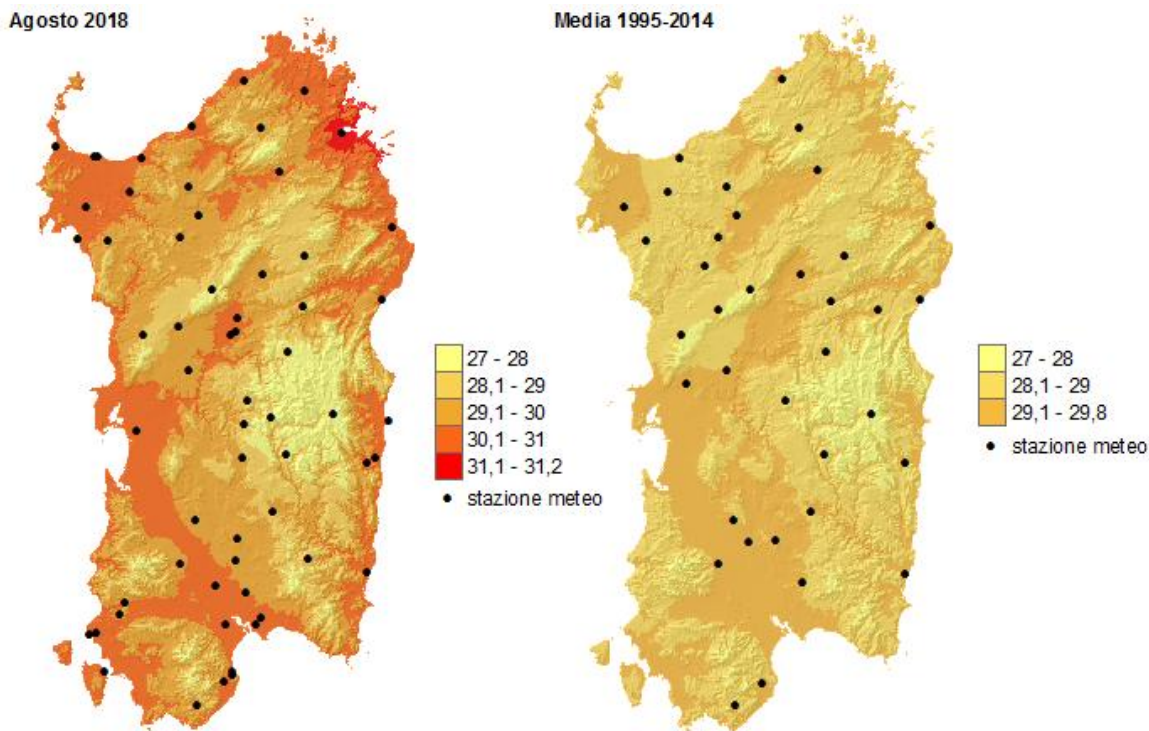 Agosto 2018
27 - 28
28,1 - 29
29,1 - 30
30,1 - 31
31,1 - 31,2
stazione meteo
Media 1995-2014
27 - 28
28,1 - 29
29,1 - 29,8
stazione meteo